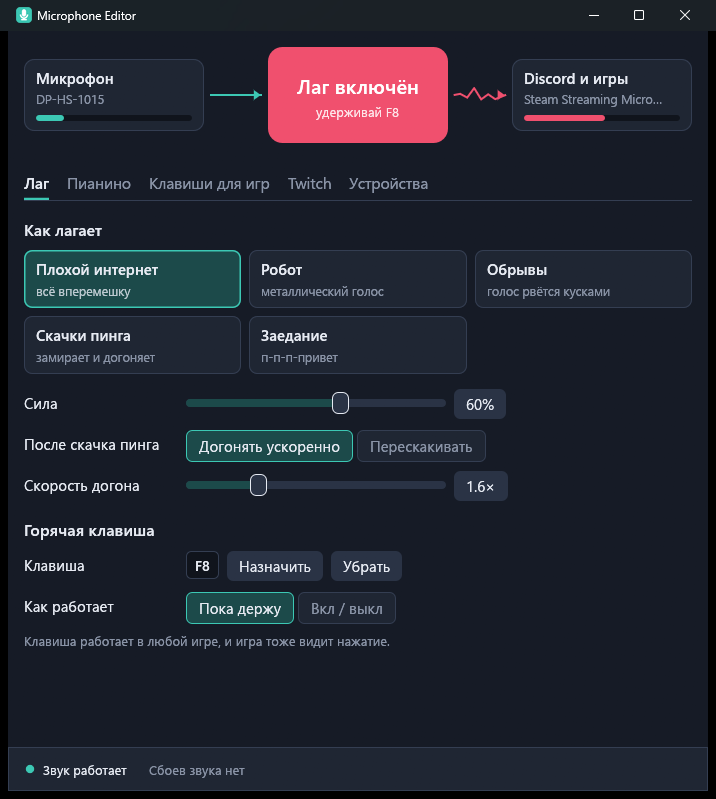 Microphone Editor
Микрофон
DP-HS-1015
Лаг включён
удерживай F8
Discord и игры
Steam Streaming Micro...
Лаг
Пианино
Клавиши для игр
Twitch
Устройства
Как лагает
Плохой интернет
всё вперемешку
Робот
металлический голос
Обрывы
голос рвётся кусками
Скачки пинга
замирает и догоняет
Заедание
п-п-п-привет
Сила
60%
После скачка пинга
Догонять ускоренно
Перескакивать
Скорость догона
1.6×
Горячая клавиша
Клавиша
F8
Назначить
Убрать
Как работает
Пока держу
Вкл / выкл
Клавиша работает в любой игре, и игра тоже видит нажатие.
Звук работает
Сбоев звука нет